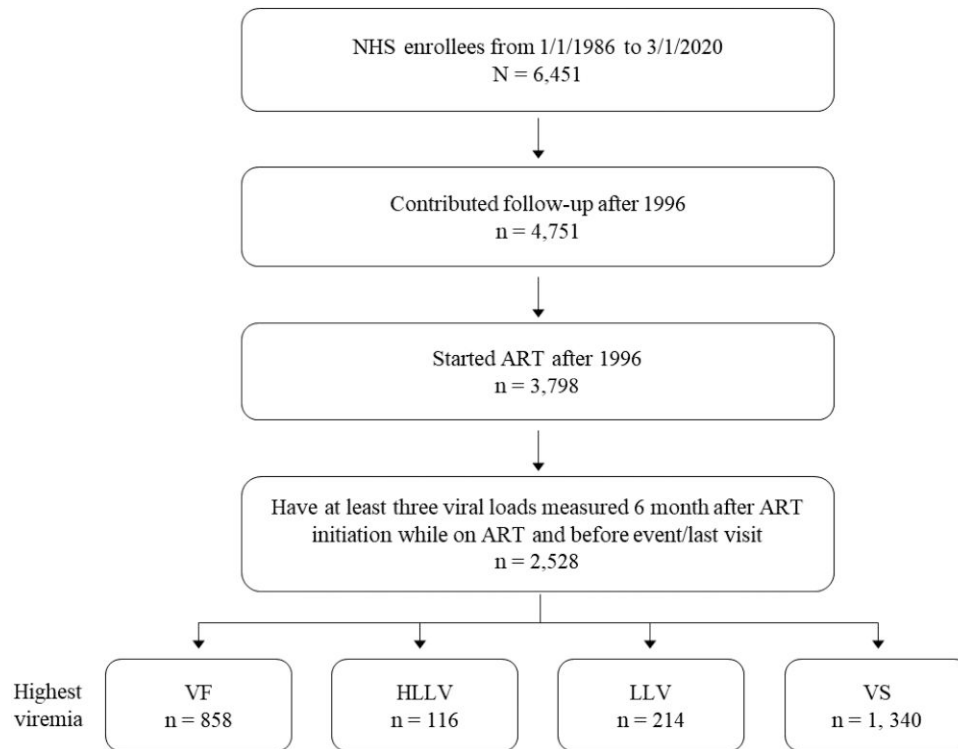 NHS enrollees from 1/1/1986 to 3/1/2020
N = 6,451
Contributed follow-up after 1996
n = 4,751
Started ART after 1996
n = 3,798
Have at least three viral loads measured 6 month after ART
initiation while on ART and before event/last visit
n = 2,528
Highest
viremia
VF
n = 858
HLLV
n = 116
LLV
n = 214
VS
n = 1, 340